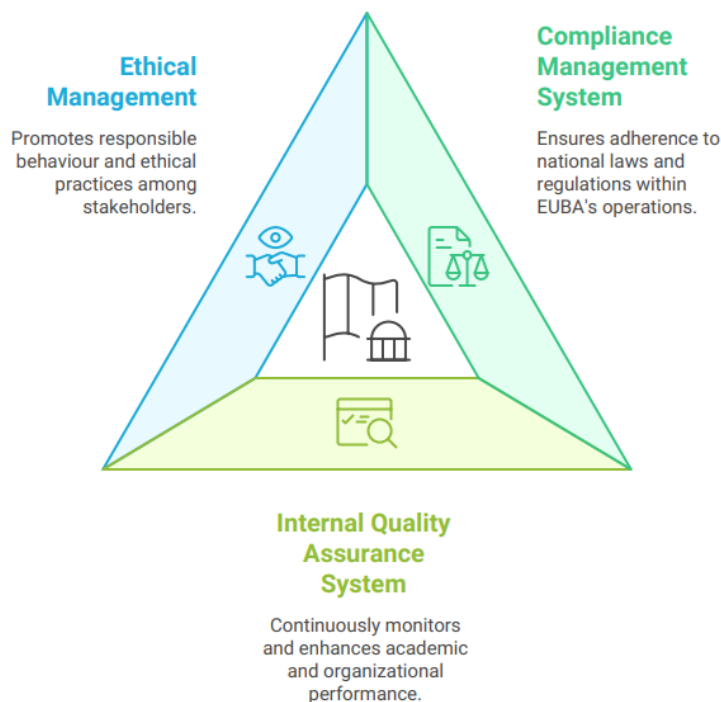 Ethical
Management
Promotes responsible
behaviour and ethical
practices among
stakeholders.
Compliance
Management
System
Ensures adherence to
national laws and
regulations within
EUBA's operations.
Internal Quality
Assurance
System
Continuously monitors
and enhances academic
and organizational
performance.